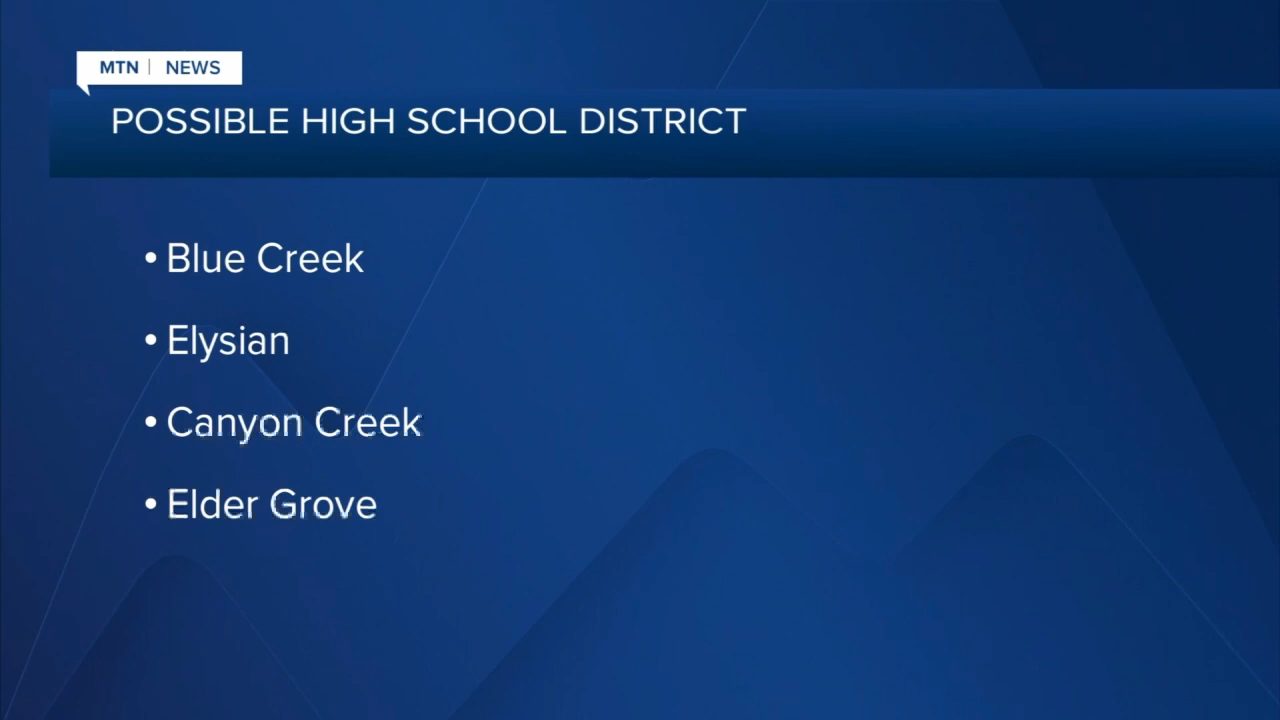 MTN | NEWS
POSSIBLE HIGH SCHOOL DISTRICT
• Blue Creek
• Elysian
• Canyon Creek
• Elder Grove